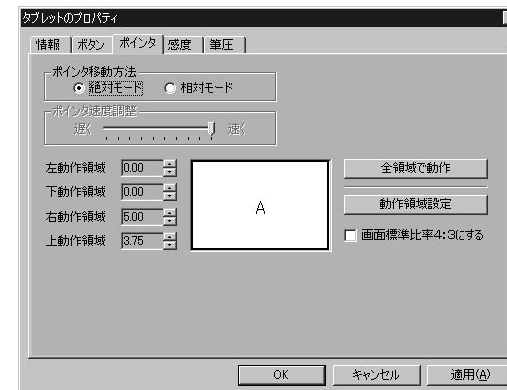 タブレットのプロパティ
情報 ボタン ポインタ 感度 筆圧
ポインタ移動方法
絶対モード 相対モード
ポインタ速度調整
遅く 速く
左動作領域 0.00
下動作領域 0.00
右動作領域 5.00
上動作領域 3.75
A
全領域で動作
動作領域設定
画面標準比率4:3にする
OK キャンセル 適用(A)